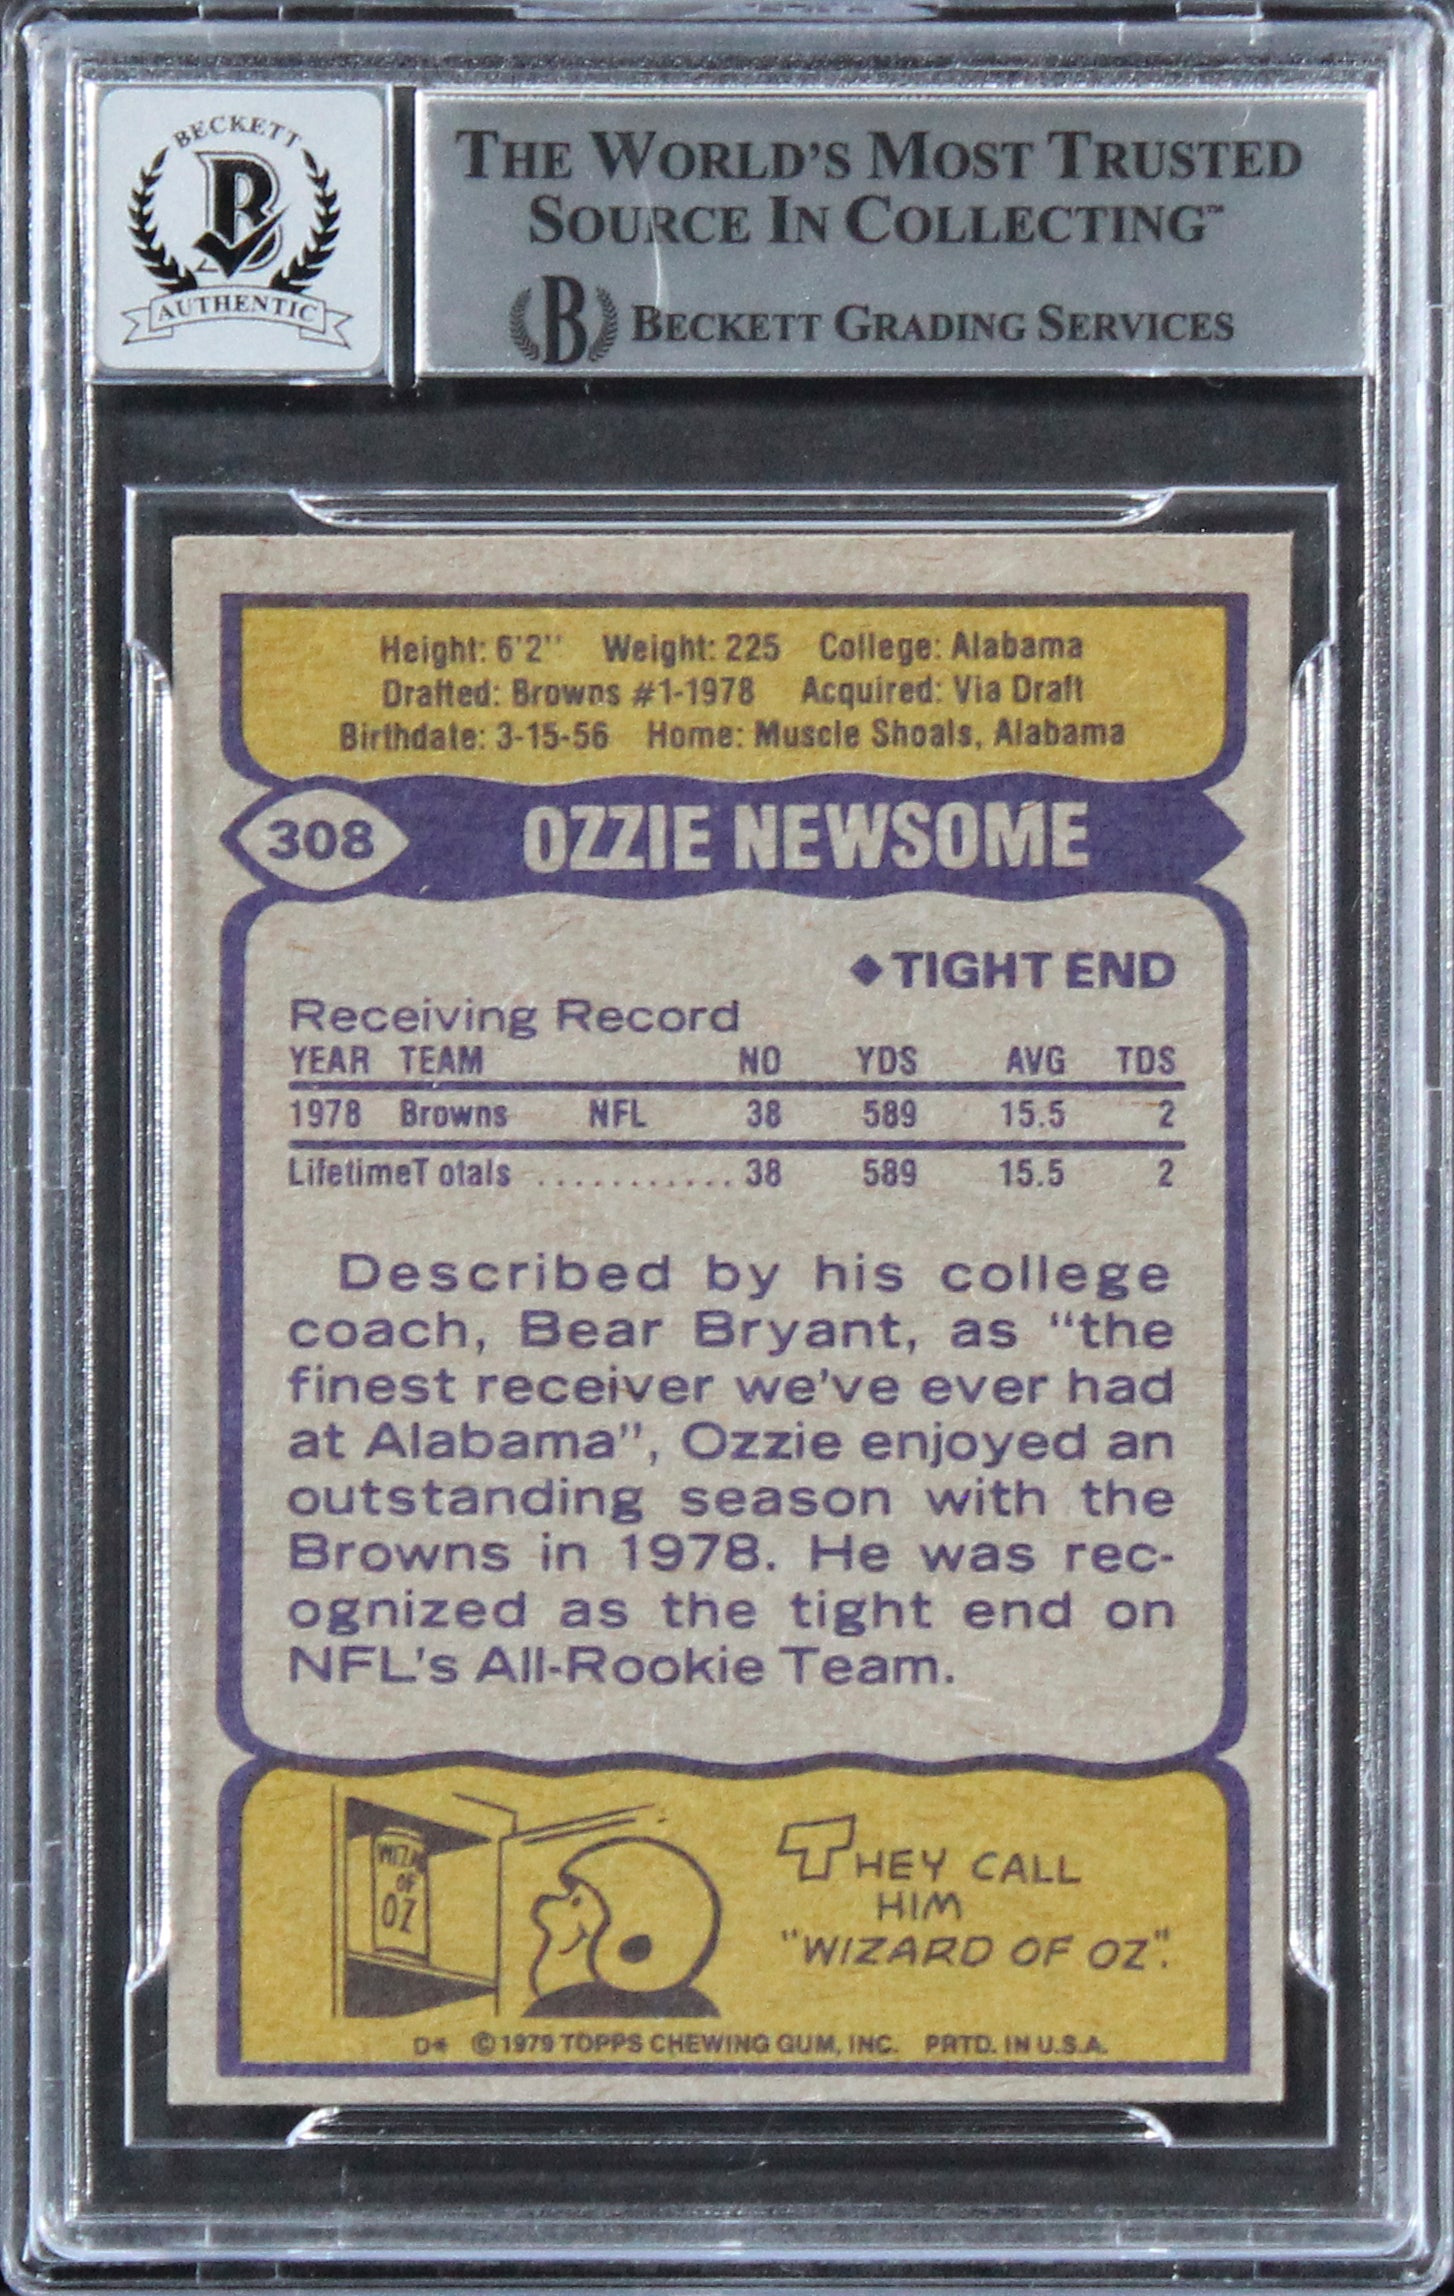 BECKETT
B
AUTHENTIC
THE WORLD'S MOST TRUSTED
SOURCE IN COLLECTING™
B BECKETT GRADING SERVICES
Height: 6'2'' Weight: 225 College: Alabama
Drafted: Browns #1-1978 Acquired: Via Draft
Birthdate: 3-15-56 Home: Muscle Shoals, Alabama
308 OZZIE NEWSOME
◆TIGHT END
Receiving Record
YEAR TEAM NO YDS AVG TDS
1978 Browns NFL 38 589 15.5 2
LifetimeT otals ........... 38 589 15.5 2
Described by his college
coach, Bear Bryant, as "the
finest receiver we've ever had
at Alabama", Ozzie enjoyed an
outstanding season with the
Browns in 1978. He was rec-
ognized as the tight end on
NFL's All-Rookie Team.
WIZA
OF
OZ
THEY CALL
HIM
"WIZARD OF OZ".
D* © 1979 TOPPS CHEWING GUM, INC. PRTD. IN U.S.A.